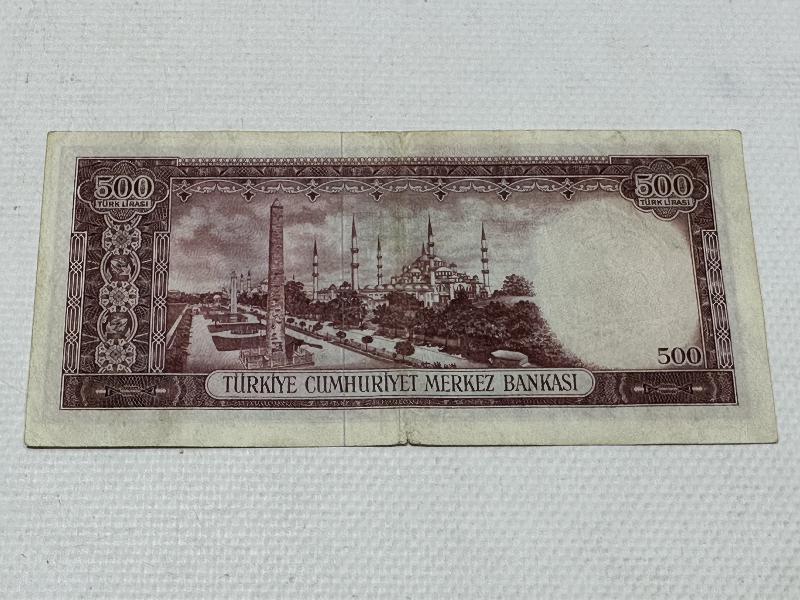 500
TÜRK LİRASI
500
TÜRK LİRASI
500
TÜRKİYE CUMHURİYET MERKEZ BANKASI